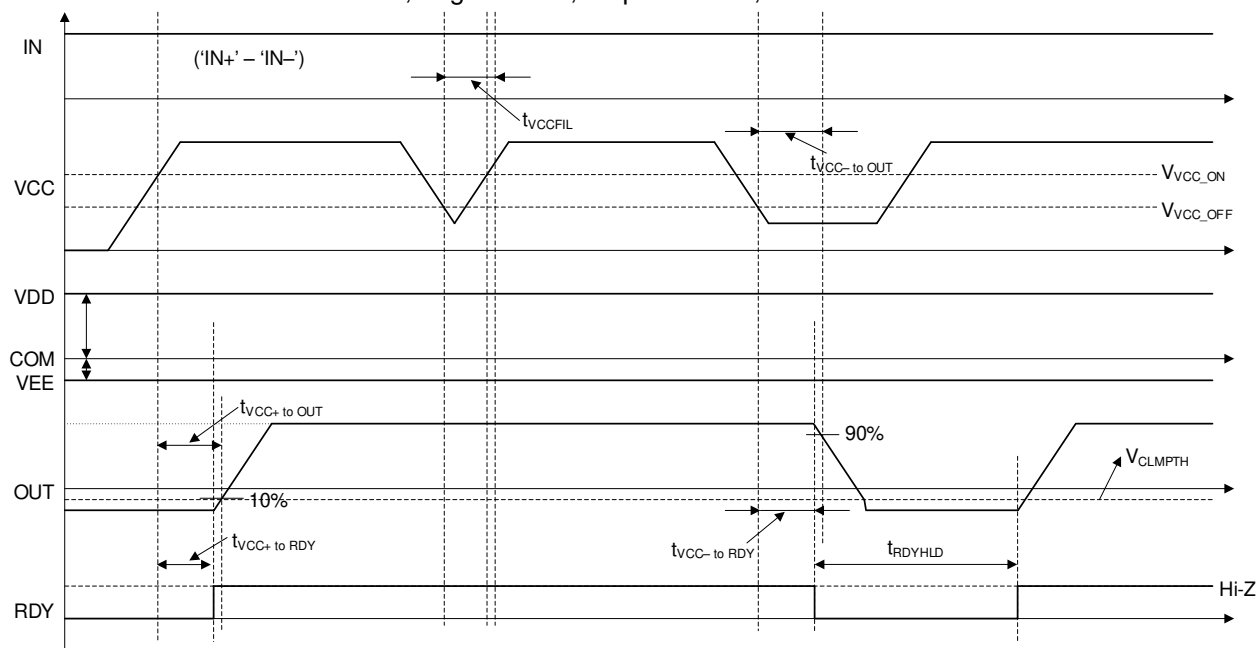 IN
('IN+' – 'IN–')
tVCCFIL
tVCC– to OUT
VCC
VVCC_ON
VVCC_OFF
VDD
COM
VEE
tVCC+ to OUT
90%
VCLMPTH
OUT
10%
tVCC+ to RDY
tVCC– to RDY
tRDYHLD
Hi-Z
RDY